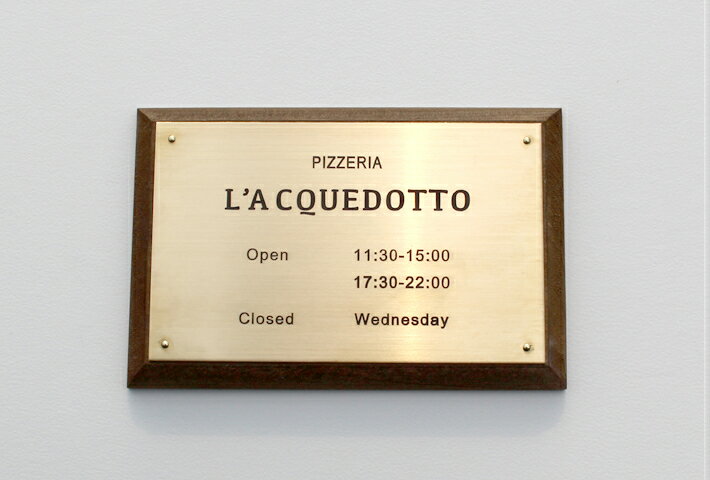 PIZZERIA
L'ACQUEDOTTO
Open 11:30-15:00
17:30-22:00
Closed Wednesday